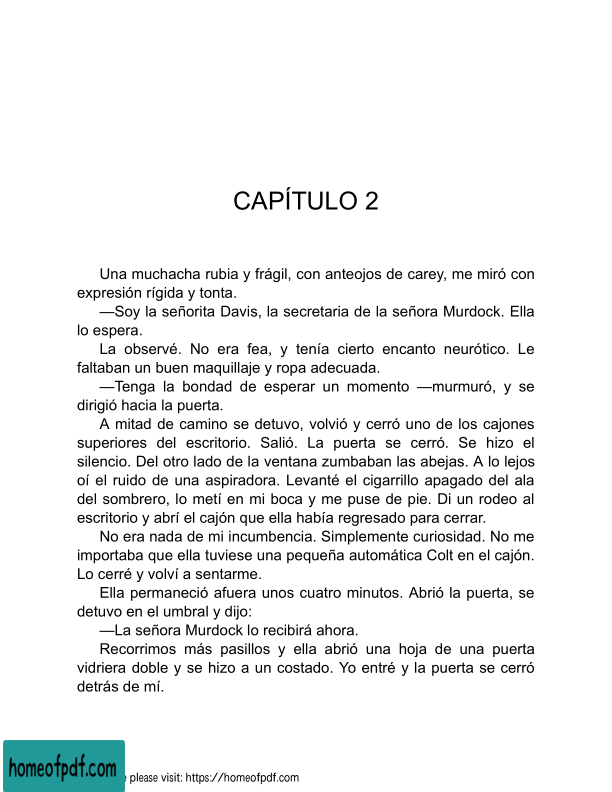 CAPÍTULO 2
Una muchacha rubia y frágil, con anteojos de carey, me miró con
expresión rígida y tonta.
—Soy la señorita Davis, la secretaria de la señora Murdock. Ella
lo espera.
La observé. No era fea, y tenía cierto encanto neurótico. Le
faltaban un buen maquillaje y ropa adecuada.
—Tenga la bondad de esperar un momento —murmuró, y se
dirigió hacia la puerta.
A mitad de camino se detuvo, volvió y cerró uno de los cajones
superiores del escritorio. Salió. La puerta se cerró. Se hizo el
silencio. Del otro lado de la ventana zumbaban las abejas. A lo lejos
oí el ruido de una aspiradora. Levanté el cigarrillo apagado del ala
del sombrero, lo metí en mi boca y me puse de pie. Di un rodeo al
escritorio y abrí el cajón que ella había regresado para cerrar.
No era nada de mi incumbencia. Simplemente curiosidad. No me
importaba que ella tuviese una pequeña automática Colt en el cajón.
Lo cerré y volví a sentarme.
Ella permaneció afuera unos cuatro minutos. Abrió la puerta, se
detuvo en el umbral y dijo:
—La señora Murdock lo recibirá ahora.
Recorrimos más pasillos y ella abrió una hoja de una puerta
vidriera doble y se hizo a un costado. Yo entré y la puerta se cerró
detrás de mí.
homeofpdf.com please visit: https://homeofpdf.com